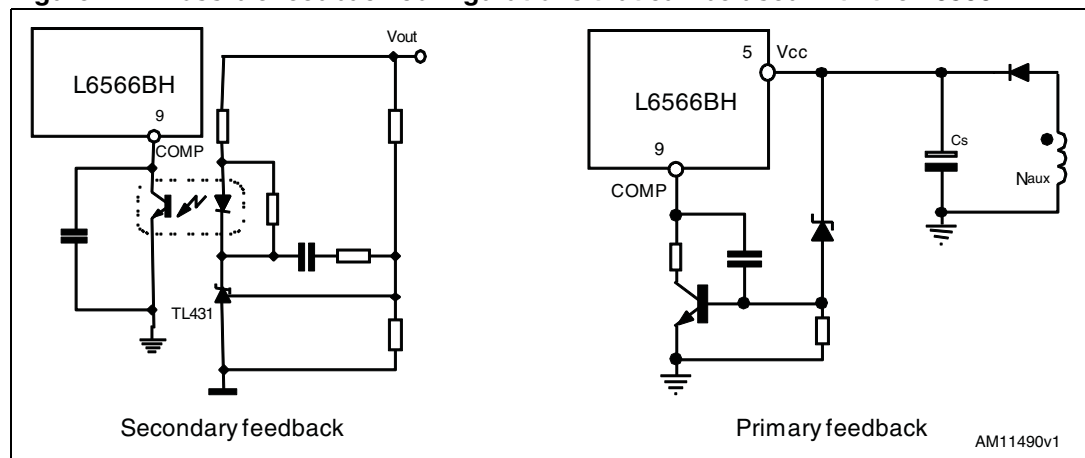 Vout
L6566BH
9
COMP
TL431
Secondary feedback
5
Vcc
L6566BH
9
COMP
Cs
Naux
Primary feedback
AM11490v1